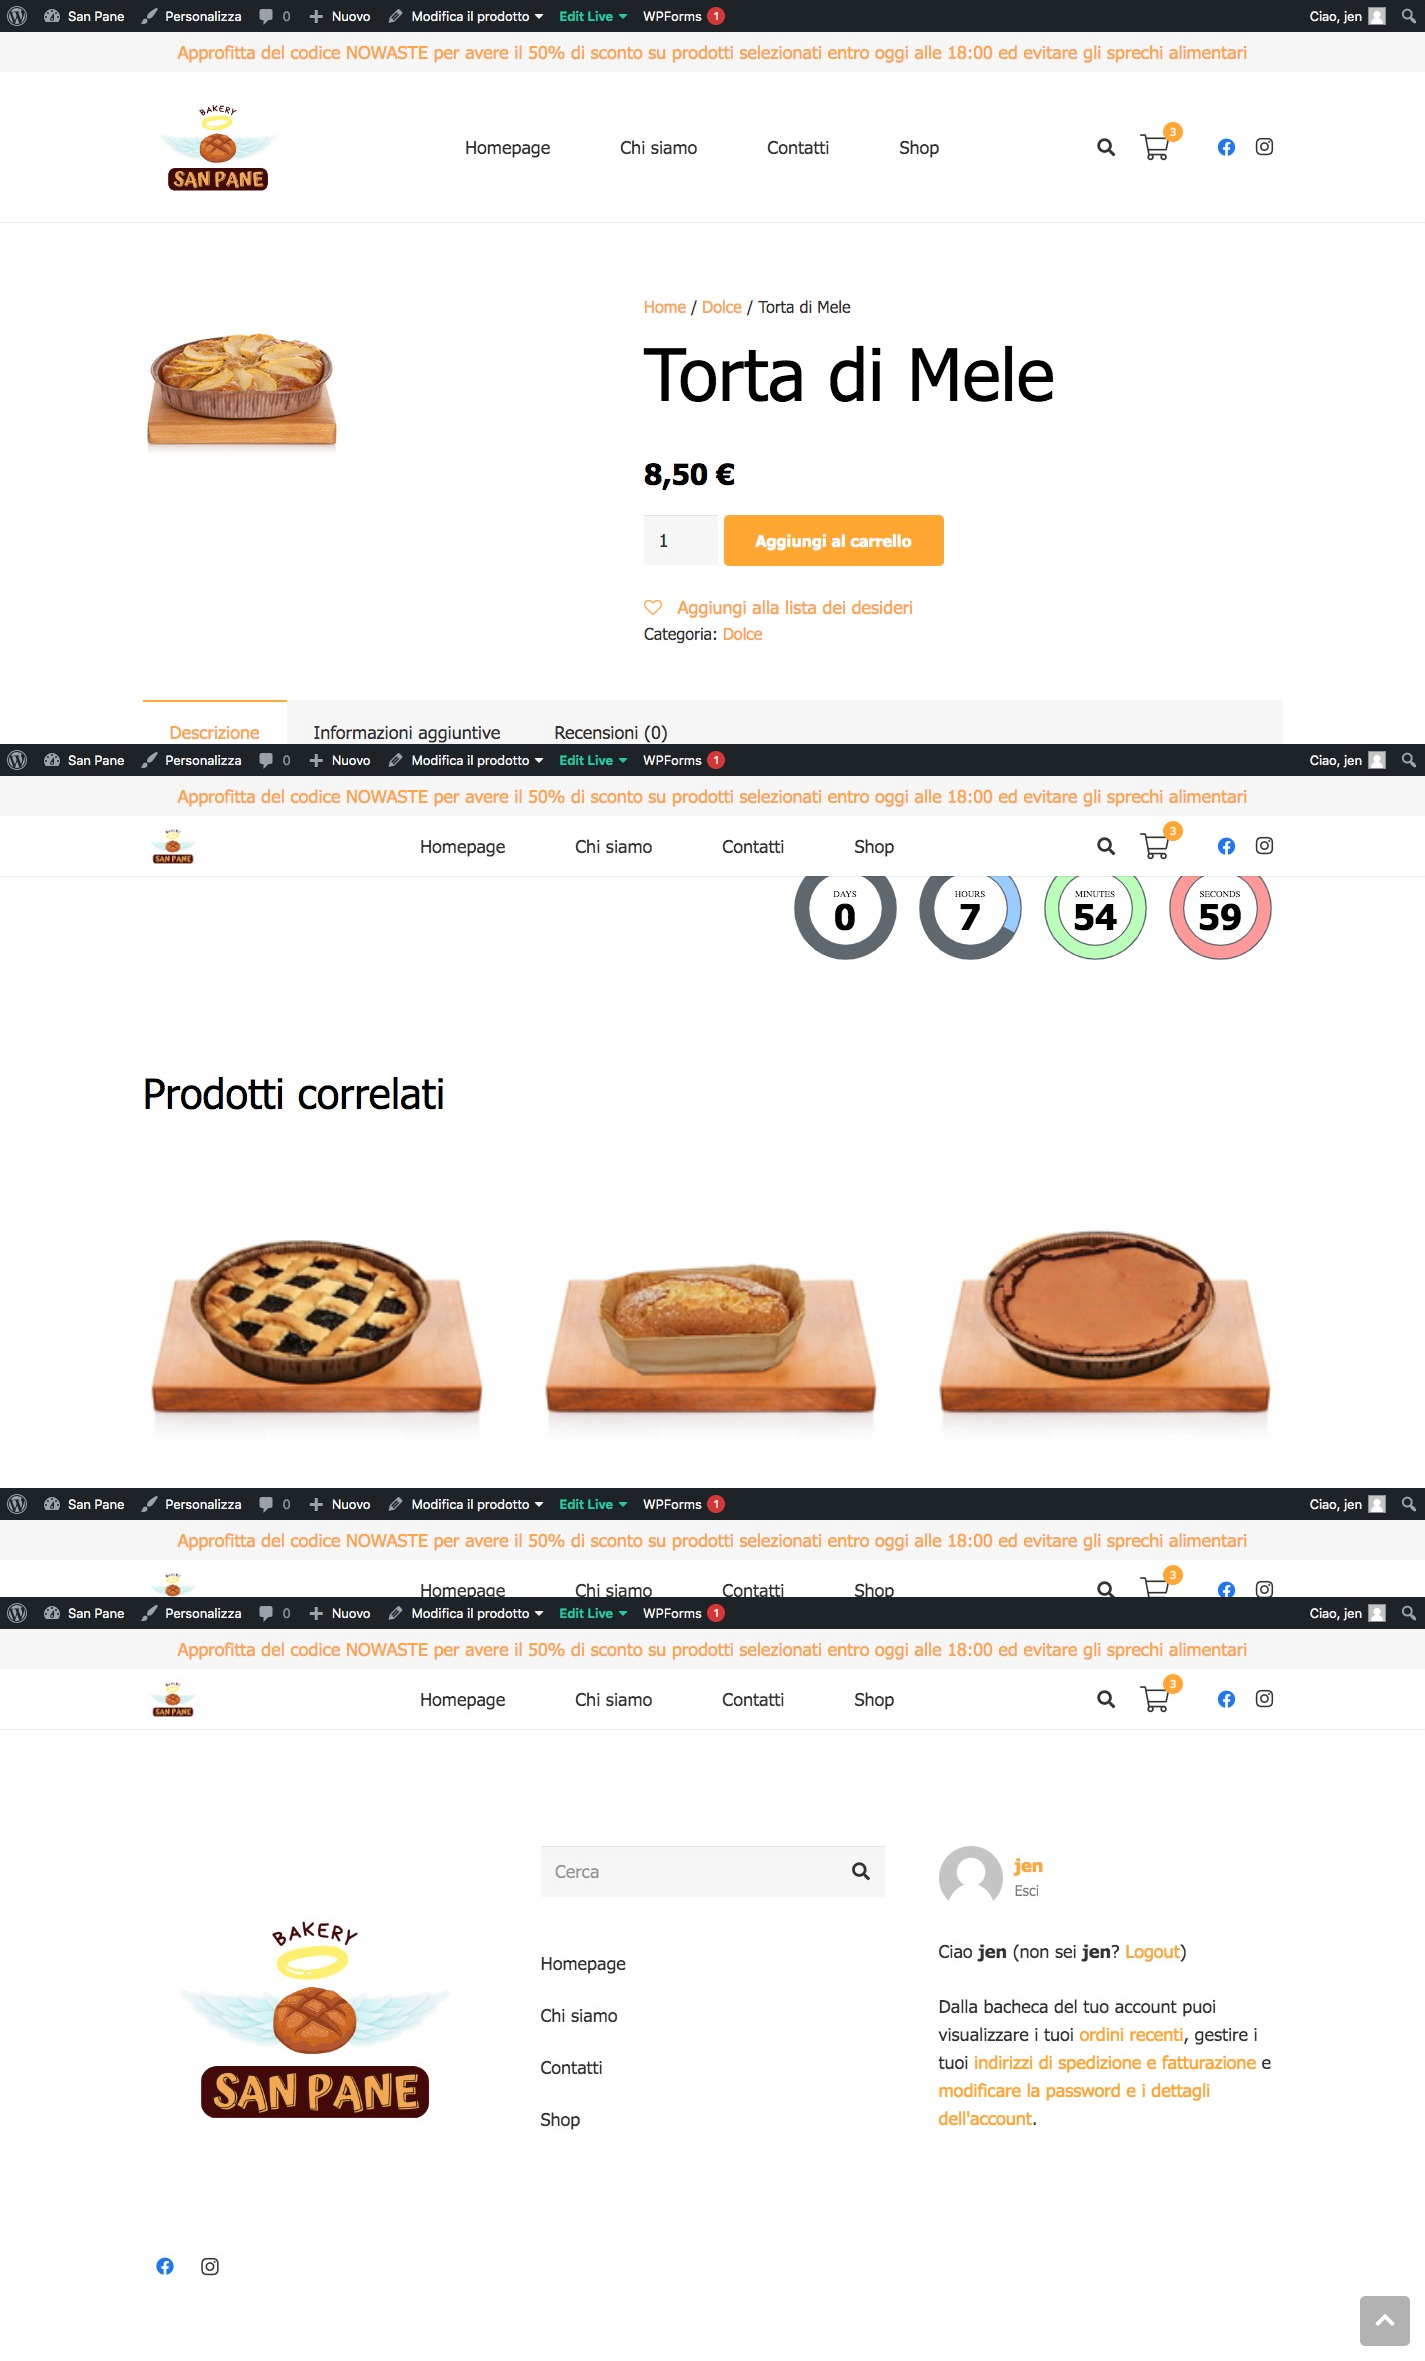 San Pane Personalizza 0 Nuovo Modifica il prodotto Edit Live WPForms 1 Ciao, jen
Approfitta del codice NOWASTE per avere il 50% di sconto su prodotti selezionati entro oggi alle 18:00 ed evitare gli sprechi alimentari
BAKERY
SAN PANE
Homepage Chi siamo Contatti Shop 3
Home / Dolce / Torta di Mele
Torta di Mele
8,50 €
1 Aggiungi al carrello
Aggiungi alla lista dei desideri
Categoria: Dolce
Descrizione Informazioni aggiuntive Recensioni (0)
San Pane Personalizza 0 Nuovo Modifica il prodotto Edit Live WPForms 1 Ciao, jen
Approfitta del codice NOWASTE per avere il 50% di sconto su prodotti selezionati entro oggi alle 18:00 ed evitare gli sprechi alimentari
BAKERY
SAN PANE
Homepage Chi siamo Contatti Shop 3
DAYS HOURS MINUTES SECONDS
0 7 54 59
Prodotti correlati
San Pane Personalizza 0 Nuovo Modifica il prodotto Edit Live WPForms 1 Ciao, jen
Approfitta del codice NOWASTE per avere il 50% di sconto su prodotti selezionati entro oggi alle 18:00 ed evitare gli sprechi alimentari
Homepage Chi siamo Contatti Shop 3
San Pane Personalizza 0 Nuovo Modifica il prodotto Edit Live WPForms 1 Ciao, jen
Approfitta del codice NOWASTE per avere il 50% di sconto su prodotti selezionati entro oggi alle 18:00 ed evitare gli sprechi alimentari
BAKERY
SAN PANE
Homepage Chi siamo Contatti Shop 3
BAKERY
SAN PANE
Cerca
Homepage
Chi siamo
Contatti
Shop
jen
Esci
Ciao jen (non sei jen? Logout)
Dalla bacheca del tuo account puoi
visualizzare i tuoi ordini recenti, gestire i
tuoi indirizzi di spedizione e fatturazione e
modificare la password e i dettagli
dell'account.